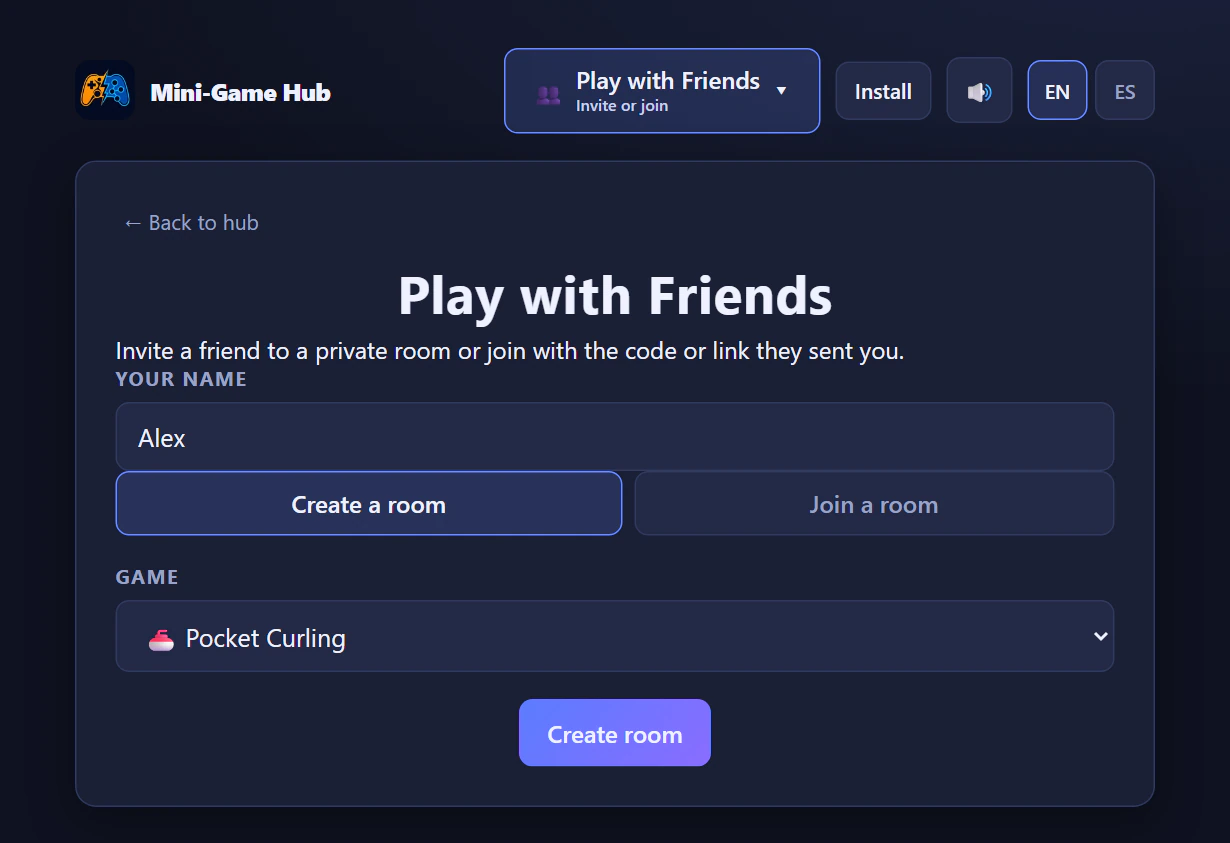 Mini-Game Hub
Play with Friends
Invite or join
Install
EN
ES
← Back to hub
Play with Friends
Invite a friend to a private room or join with the code or link they sent you.
YOUR NAME
Alex
Create a room
Join a room
GAME
Pocket Curling
Create room